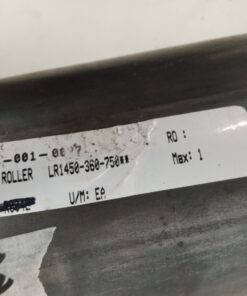 -001-00
RO :
ROLLER LR1450-360-750**
Max: 1
U/M: EA